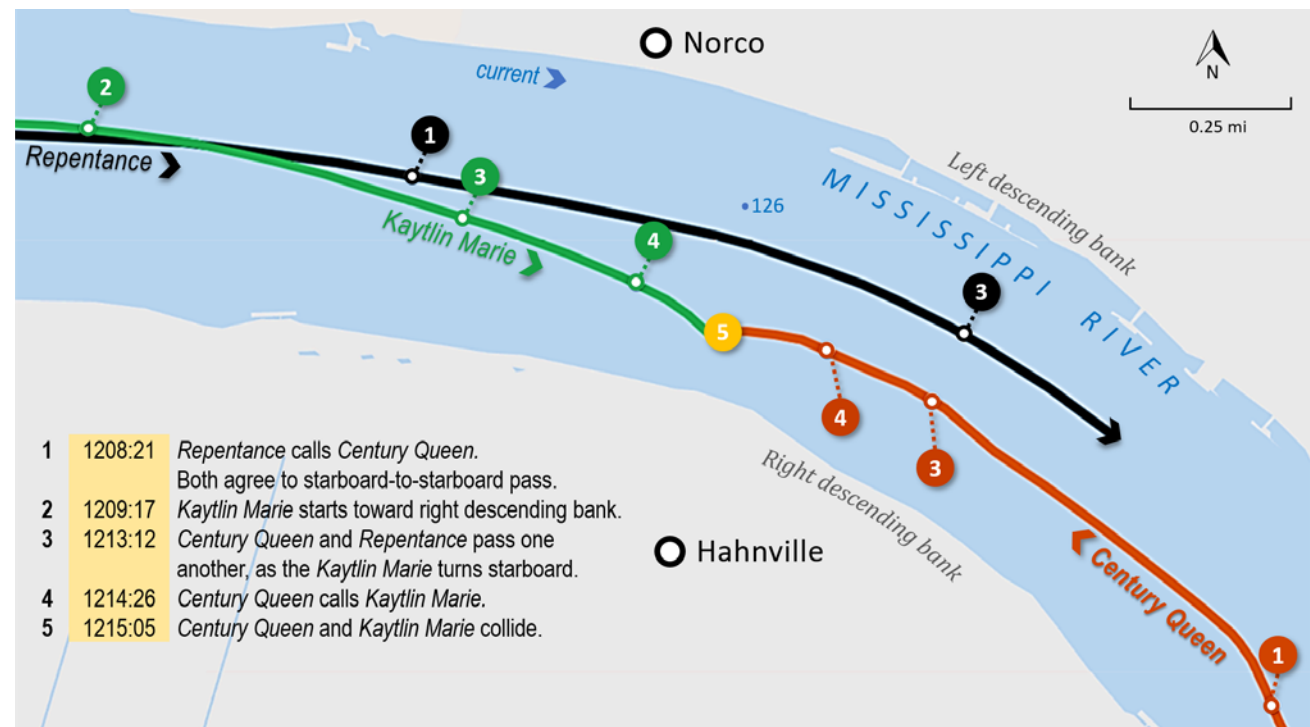 Norco
N
0.25 mi
current
2
1
Repentance
3
Kaytlin Marie
4
126
MISSISSIPPI RIVER
Left descending bank
3
5
4
3
Right descending bank
Hahnville
Century Queen
1
1 1208:21 Repentance calls Century Queen.
Both agree to starboard-to-starboard pass.
2 1209:17 Kaytlin Marie starts toward right descending bank.
3 1213:12 Century Queen and Repentance pass one
another, as the Kaytlin Marie turns starboard.
4 1214:26 Century Queen calls Kaytlin Marie.
5 1215:05 Century Queen and Kaytlin Marie collide.